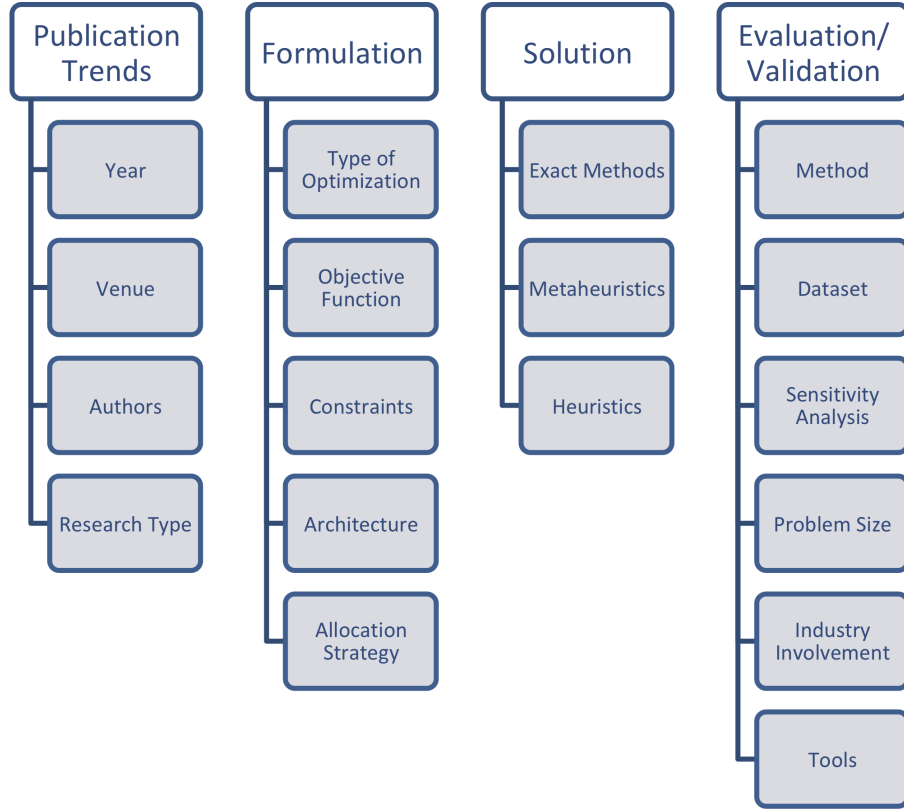 Publication
Trends
Year
Venue
Authors
Research Type
Formulation
Type of
Optimization
Objective
Function
Constraints
Architecture
Allocation
Strategy
Solution
Exact Methods
Metaheuristics
Heuristics
Evaluation/
Validation
Method
Dataset
Sensitivity
Analysis
Problem Size
Industry
Involvement
Tools